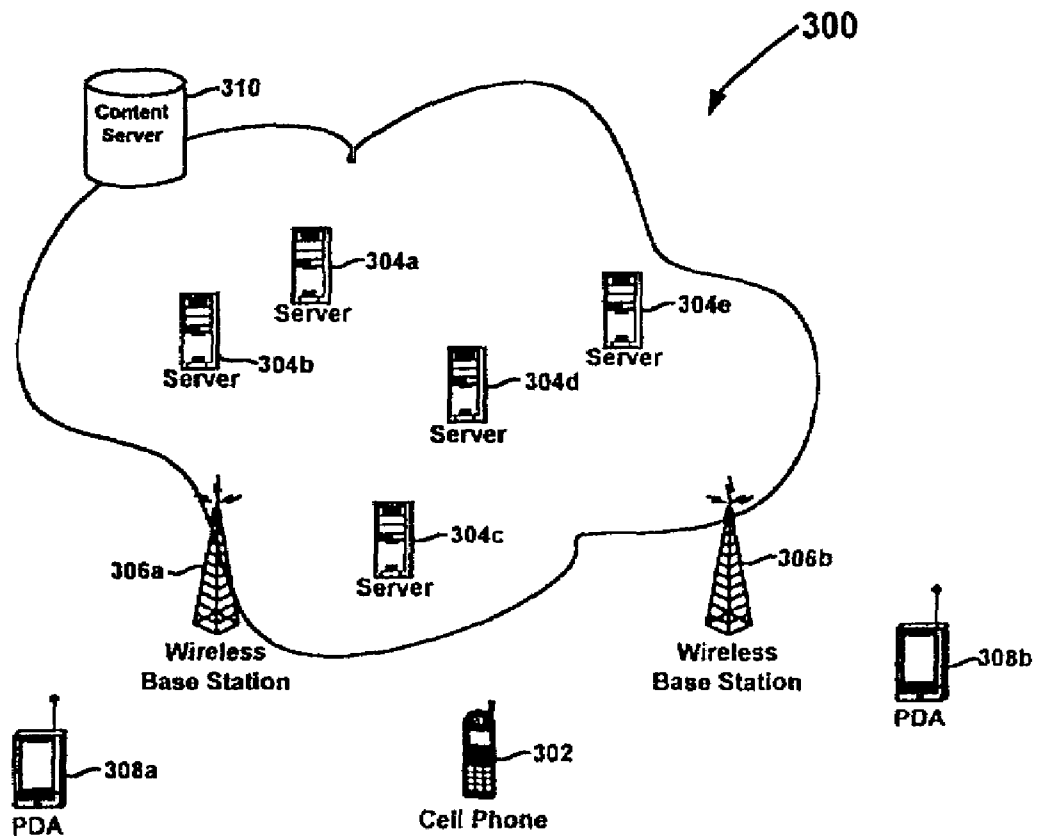 300
310
Content
Server
304a
Server
304e
Server
304b
Server
304d
Server
304c
Server
306a
Wireless
Base Station
306b
Wireless
Base Station
308b
PDA
308a
PDA
302
Cell Phone